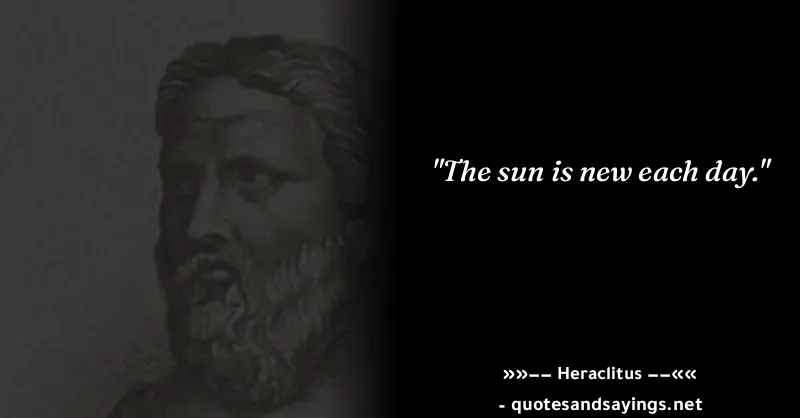 "The sun is new each day."
»»–– Heraclitus ––««
- quotesandsayings.net